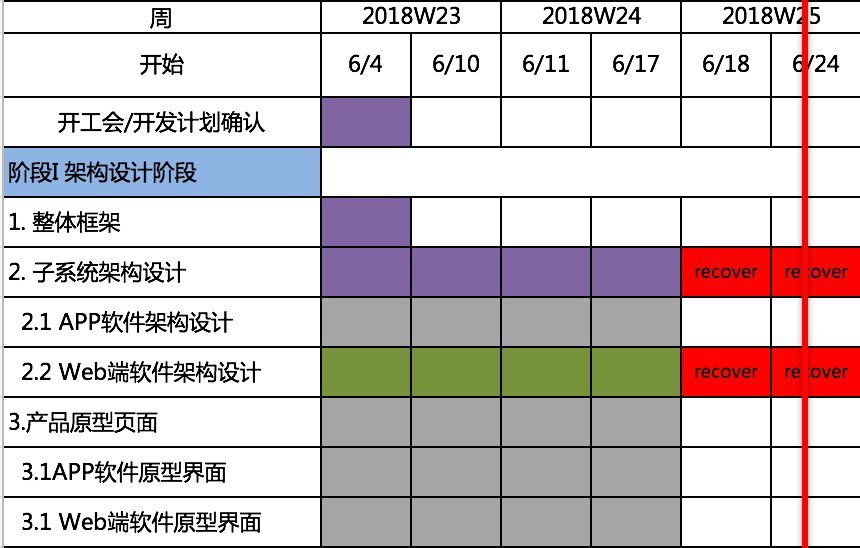 周 2018W23 2018W24 2018W25
开始 6/4 6/10 6/11 6/17 6/18 6/24
开工会/开发计划确认
阶段I 架构设计阶段
1. 整体框架
2. 子系统架构设计 recover recover
2.1 APP软件架构设计
2.2 Web端软件架构设计 recover recover
3.产品原型页面
3.1APP软件原型界面
3.1 Web端软件原型界面